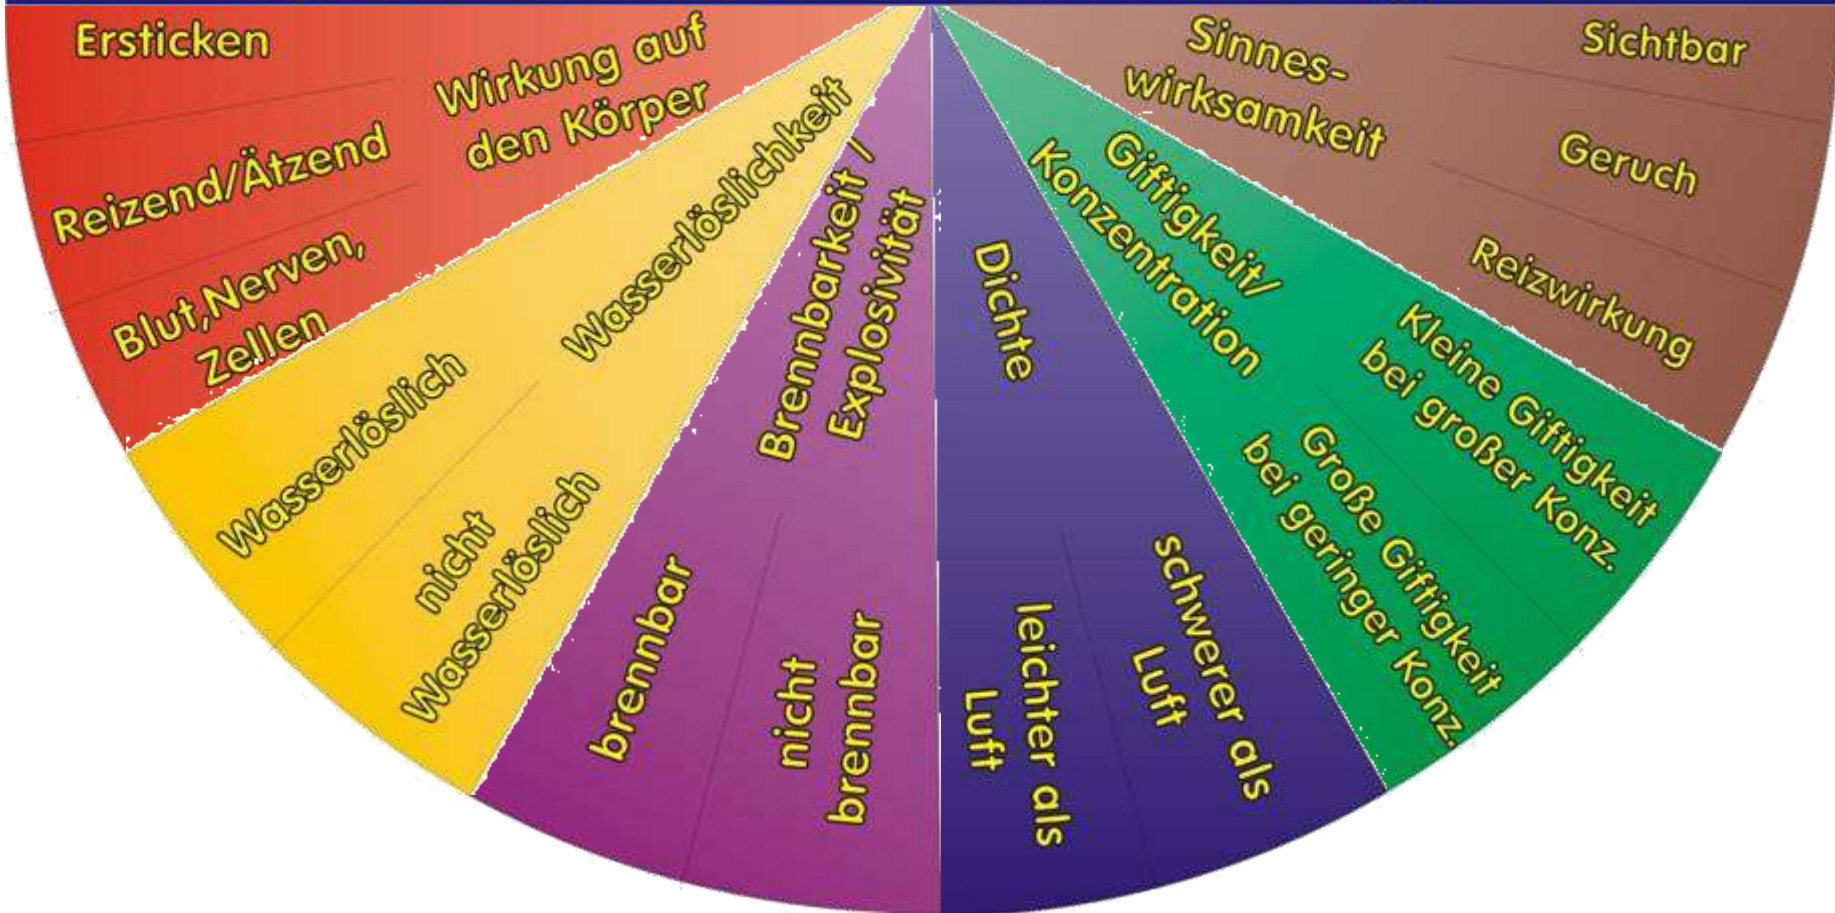 Wirkung auf
den Körper
Ersticken
Reizend/Ätzend
Blut,Nerven,
Zellen
Wasserlöslichkeit
Wasserlöslich
nicht
Wasserlöslich
Brennbarkeit /
Explosivität
brennbar
nicht
brennbar
Dichte
leichter als
Luft
schwerer als
Luft
Giftigkeit/
Konzentration
Große Giftigkeit
bei geringer Konz.
Kleine Giftigkeit
bei großer Konz.
Sinnes-
wirksamkeit
Sichtbar
Geruch
Reizwirkung